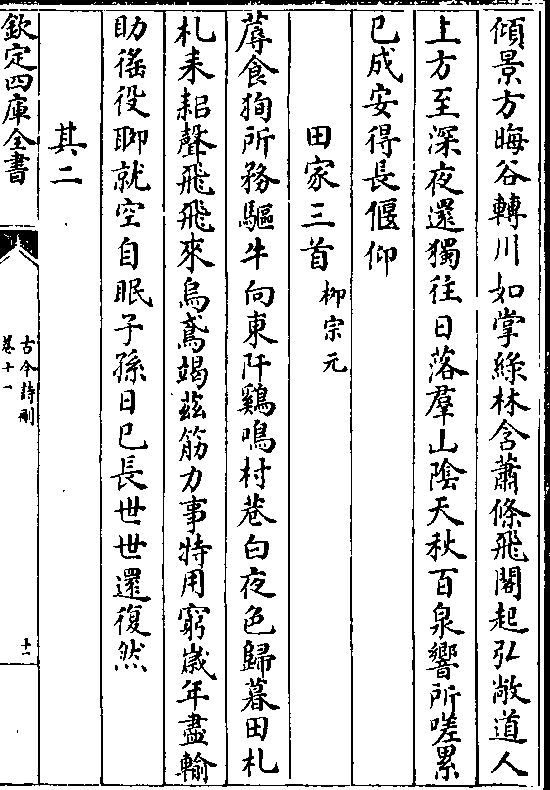 傾景方晦谷轉川如掌綠林含蕭條飛閣起弘敞道人
上方至深夜還獨往日落羣山陰天秋百泉響所嗟累
已成安得長偃仰
田家三首 柳宗元
蓐食狥所務驅牛向東阡鷄鳴村巷白夜色歸暮田札
札耒耜聲飛飛來烏鳶竭兹筋力事特用窮嵗年盡輸
助徭役聊就空自眠子孫日已長世世還復然
其二
欽定四庫全書
古今詩刪
卷十一
十一